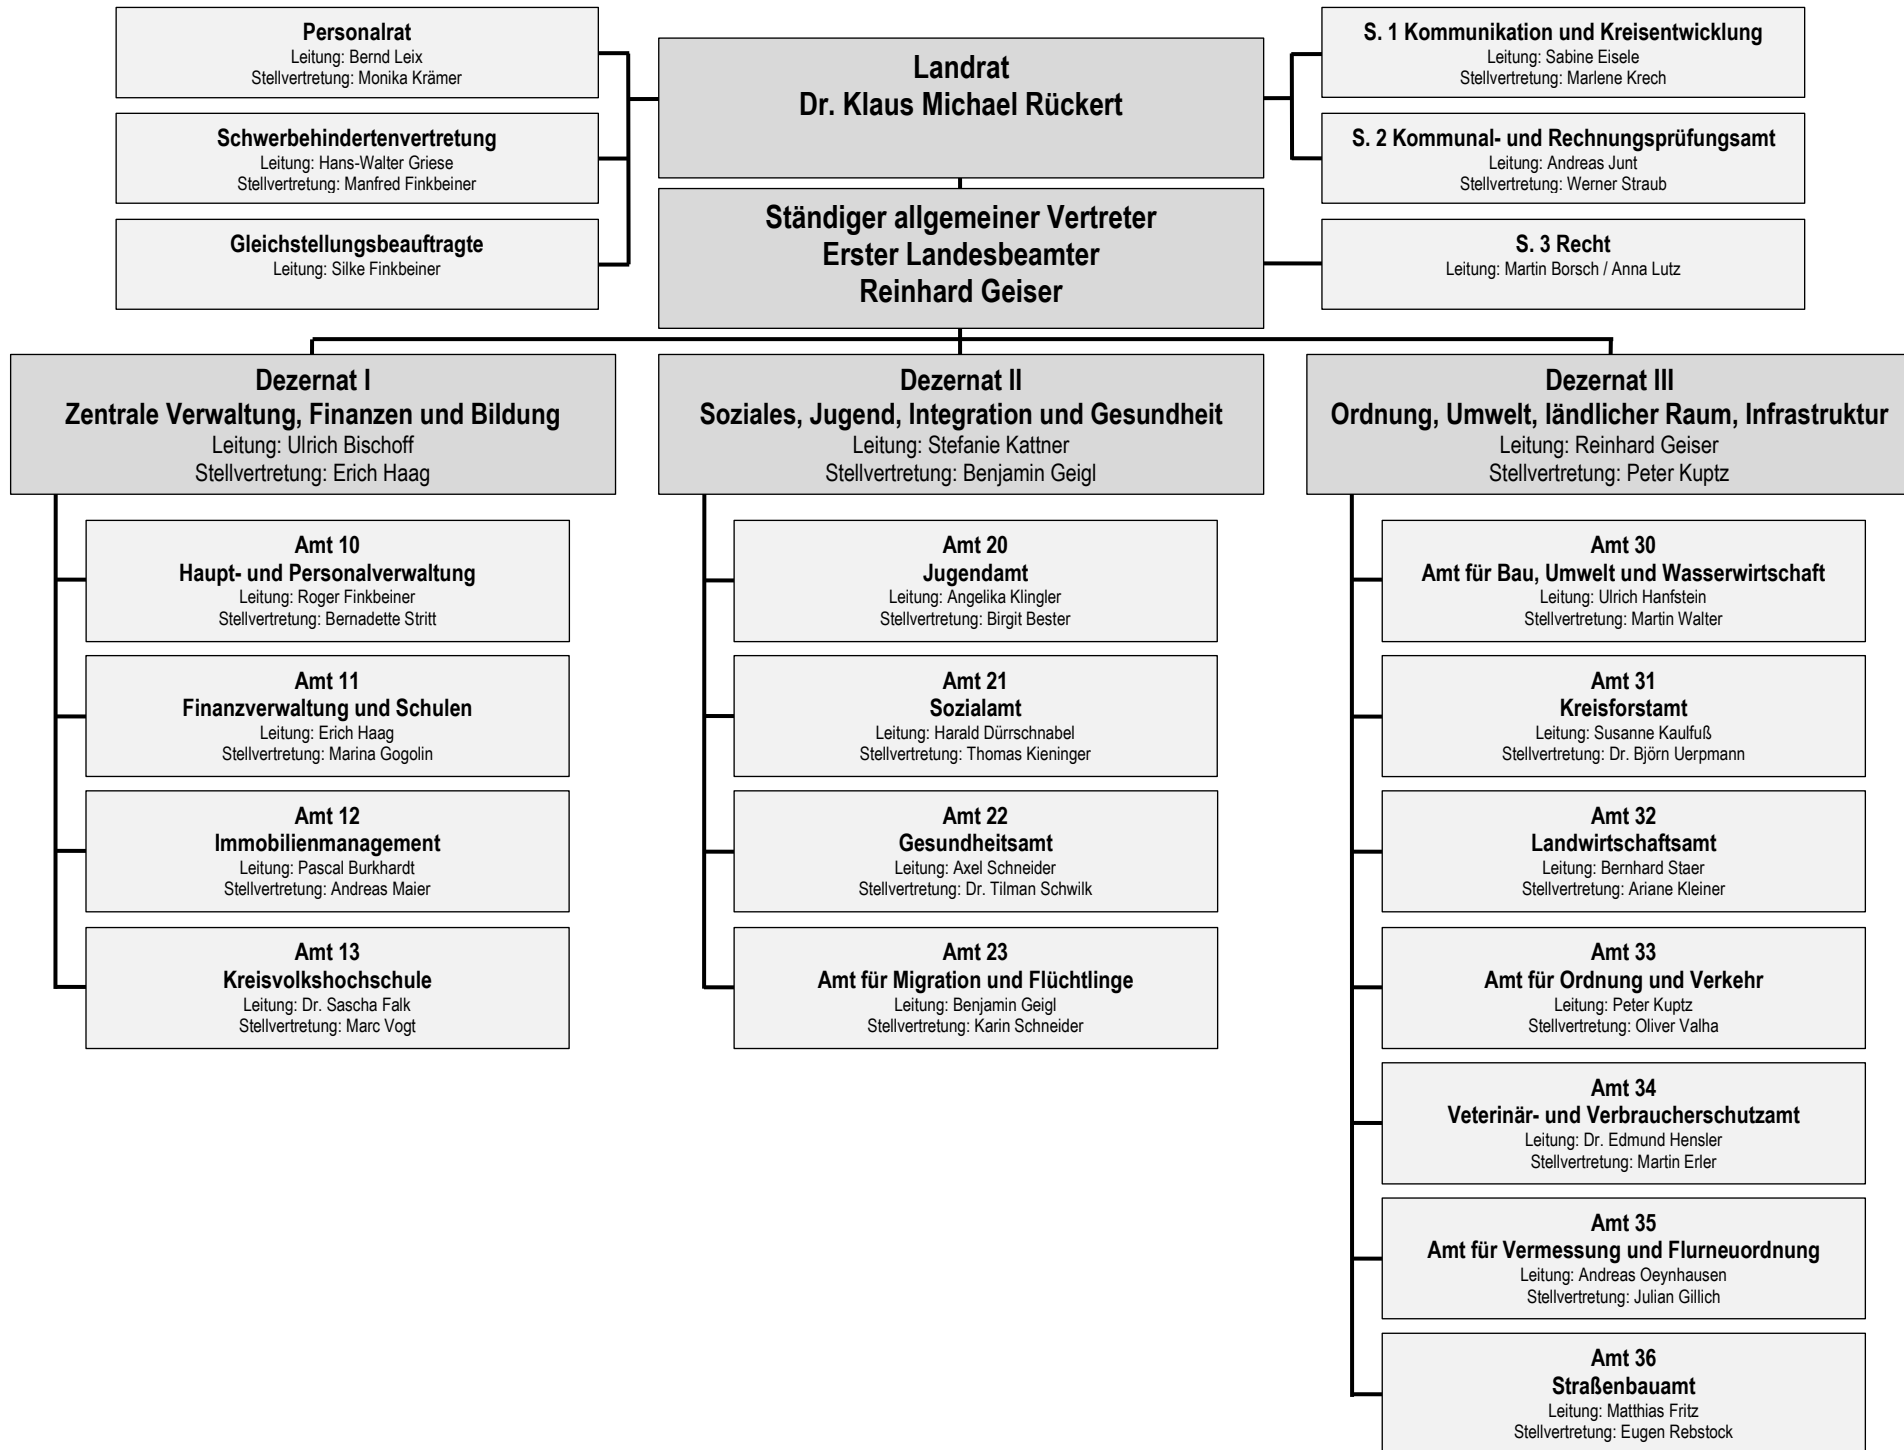 Personalrat
Leitung: Bernd Leix
Stellvertretung: Monika Krämer
Schwerbehindertenvertretung
Leitung: Hans-Walter Griese
Stellvertretung: Manfred Finkbeiner
Gleichstellungsbeauftragte
Leitung: Silke Finkbeiner
Landrat
Dr. Klaus Michael Rückert
Ständiger allgemeiner Vertreter
Erster Landesbeamter
Reinhard Geiser
S. 1 Kommunikation und Kreisentwicklung
Leitung: Sabine Eisele
Stellvertretung: Marlene Krech
S. 2 Kommunal- und Rechnungsprüfungsamt
Leitung: Andreas Junt
Stellvertretung: Werner Straub
S. 3 Recht
Leitung: Martin Borsch / Anna Lutz
Dezernat I
Zentrale Verwaltung, Finanzen und Bildung
Leitung: Ulrich Bischoff
Stellvertretung: Erich Haag
Amt 10
Haupt- und Personalverwaltung
Leitung: Roger Finkbeiner
Stellvertretung: Bernadette Stritt
Amt 11
Finanzverwaltung und Schulen
Leitung: Erich Haag
Stellvertretung: Marina Gogolin
Amt 12
Immobilienmanagement
Leitung: Pascal Burkhardt
Stellvertretung: Andreas Maier
Amt 13
Kreisvolkshochschule
Leitung: Dr. Sascha Falk
Stellvertretung: Marc Vogt
Dezernat II
Soziales, Jugend, Integration und Gesundheit
Leitung: Stefanie Kattner
Stellvertretung: Benjamin Geigl
Amt 20
Jugendamt
Leitung: Angelika Klingler
Stellvertretung: Birgit Bester
Amt 21
Sozialamt
Leitung: Harald Dürrschnabel
Stellvertretung: Thomas Kieninger
Amt 22
Gesundheitsamt
Leitung: Axel Schneider
Stellvertretung: Dr. Tilman Schwilk
Amt 23
Amt für Migration und Flüchtlinge
Leitung: Benjamin Geigl
Stellvertretung: Karin Schneider
Dezernat III
Ordnung, Umwelt, ländlicher Raum, Infrastruktur
Leitung: Reinhard Geiser
Stellvertretung: Peter Kuptz
Amt 30
Amt für Bau, Umwelt und Wasserwirtschaft
Leitung: Ulrich Hanfstein
Stellvertretung: Martin Walter
Amt 31
Kreisforstamt
Leitung: Susanne Kaulfuß
Stellvertretung: Dr. Björn Uerpmann
Amt 32
Landwirtschaftsamt
Leitung: Bernhard Staer
Stellvertretung: Ariane Kleiner
Amt 33
Amt für Ordnung und Verkehr
Leitung: Peter Kuptz
Stellvertretung: Oliver Valha
Amt 34
Veterinär- und Verbraucherschutzamt
Leitung: Dr. Edmund Hensler
Stellvertretung: Martin Erler
Amt 35
Amt für Vermessung und Flurneuordnung
Leitung: Andreas Oeynhausen
Stellvertretung: Julian Gillich
Amt 36
Straßenbauamt
Leitung: Matthias Fritz
Stellvertretung: Eugen Rebstock